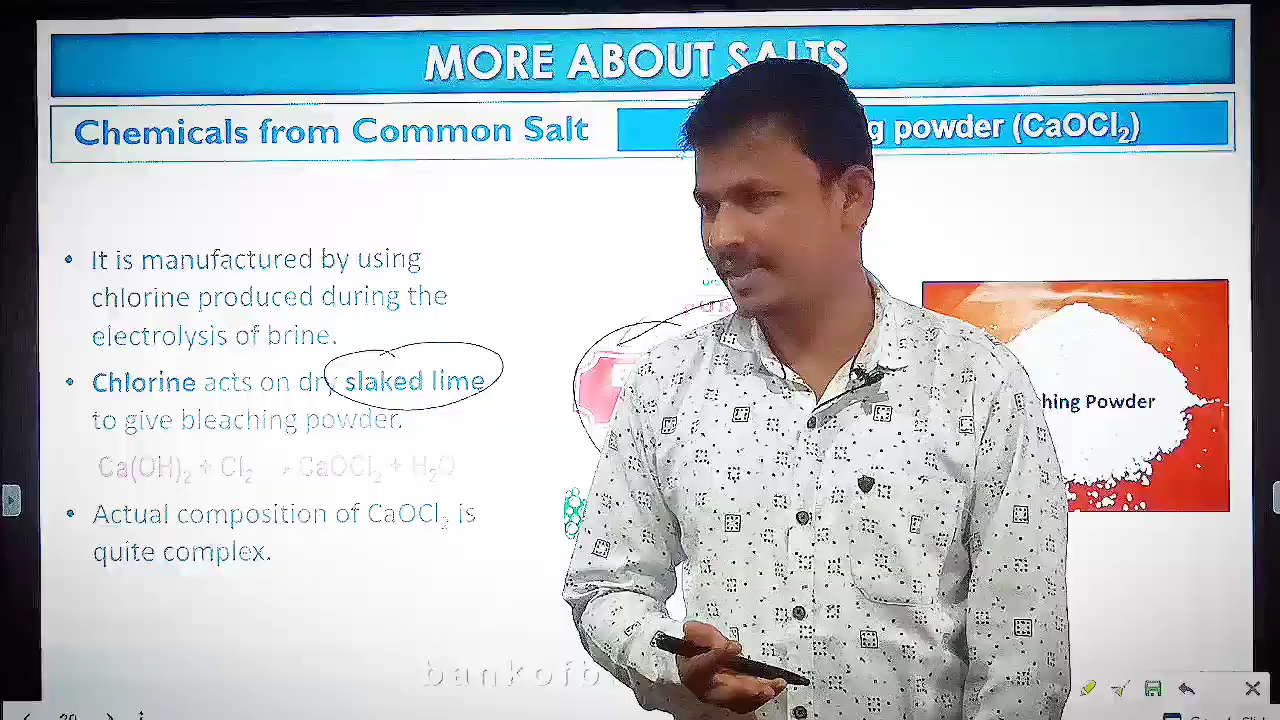 MORE ABOUT SALTS
Chemicals from Common Salt
powder (CaOCl₂)
• It is manufactured by using
chlorine produced during the
electrolysis of brine.
• Chlorine acts on dry slaked lime
to give bleaching powder.
Ca(OH)₂ + Cl₂ → CaOCl₂ + H₂O
• Actual composition of CaOCl₂ is
quite complex.
Powder